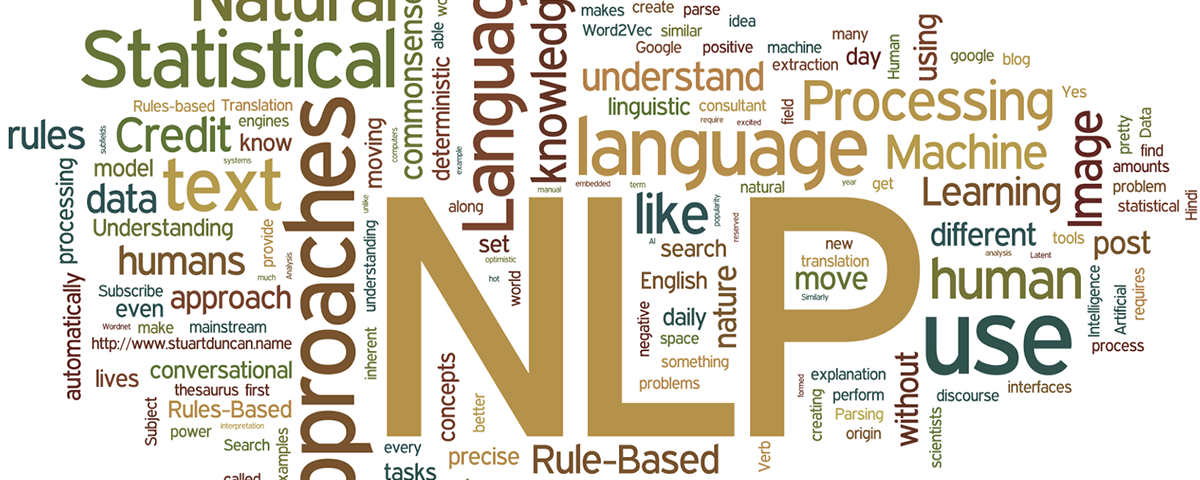 Natural
Statistical
commonsense
able
deterministic
example
Language
knowledg
makes
create
parse
idea
Word2Vec
similar
Google
positive
machine
extraction
many
day
Human
using
google
blog
understand
linguistic
consultant
require
excited
field
Processing
Yes
language
Machine
Learning
Image
pretty
Data
find
amounts
problem
statistical
Hindi
Rules-based
Translation
engines
rules
subfields
Credit
know
systems
model
text
data
processing
Understanding
humans
provide
much
Analysis
approaches
moving
computers
unlike
understanding
inherent
Subscribe
approach
even
Wordnet
make
mainstream
automatically
http://www.stuartduncan.name
lives
conversational
thesaurus
first
Subject
Rules-Based
power
interpretation
Search
examples
called
NLP
manual
embedded
term
natural
year
get
along
set
optimistic
hot
world
like
popularity
reserved
AI
search
English
nature
negative
daily
space
something
problems
new
translation
move
Similarly
different
tools
post
analysis
Latent
human
Intelligence
Artificial
requires
process
use
interfaces
discourse
without
scientists
explanation
formed
perform
creating
Parsing
origin
concepts
better
every
tasks
precise
Rule-Based
Verb